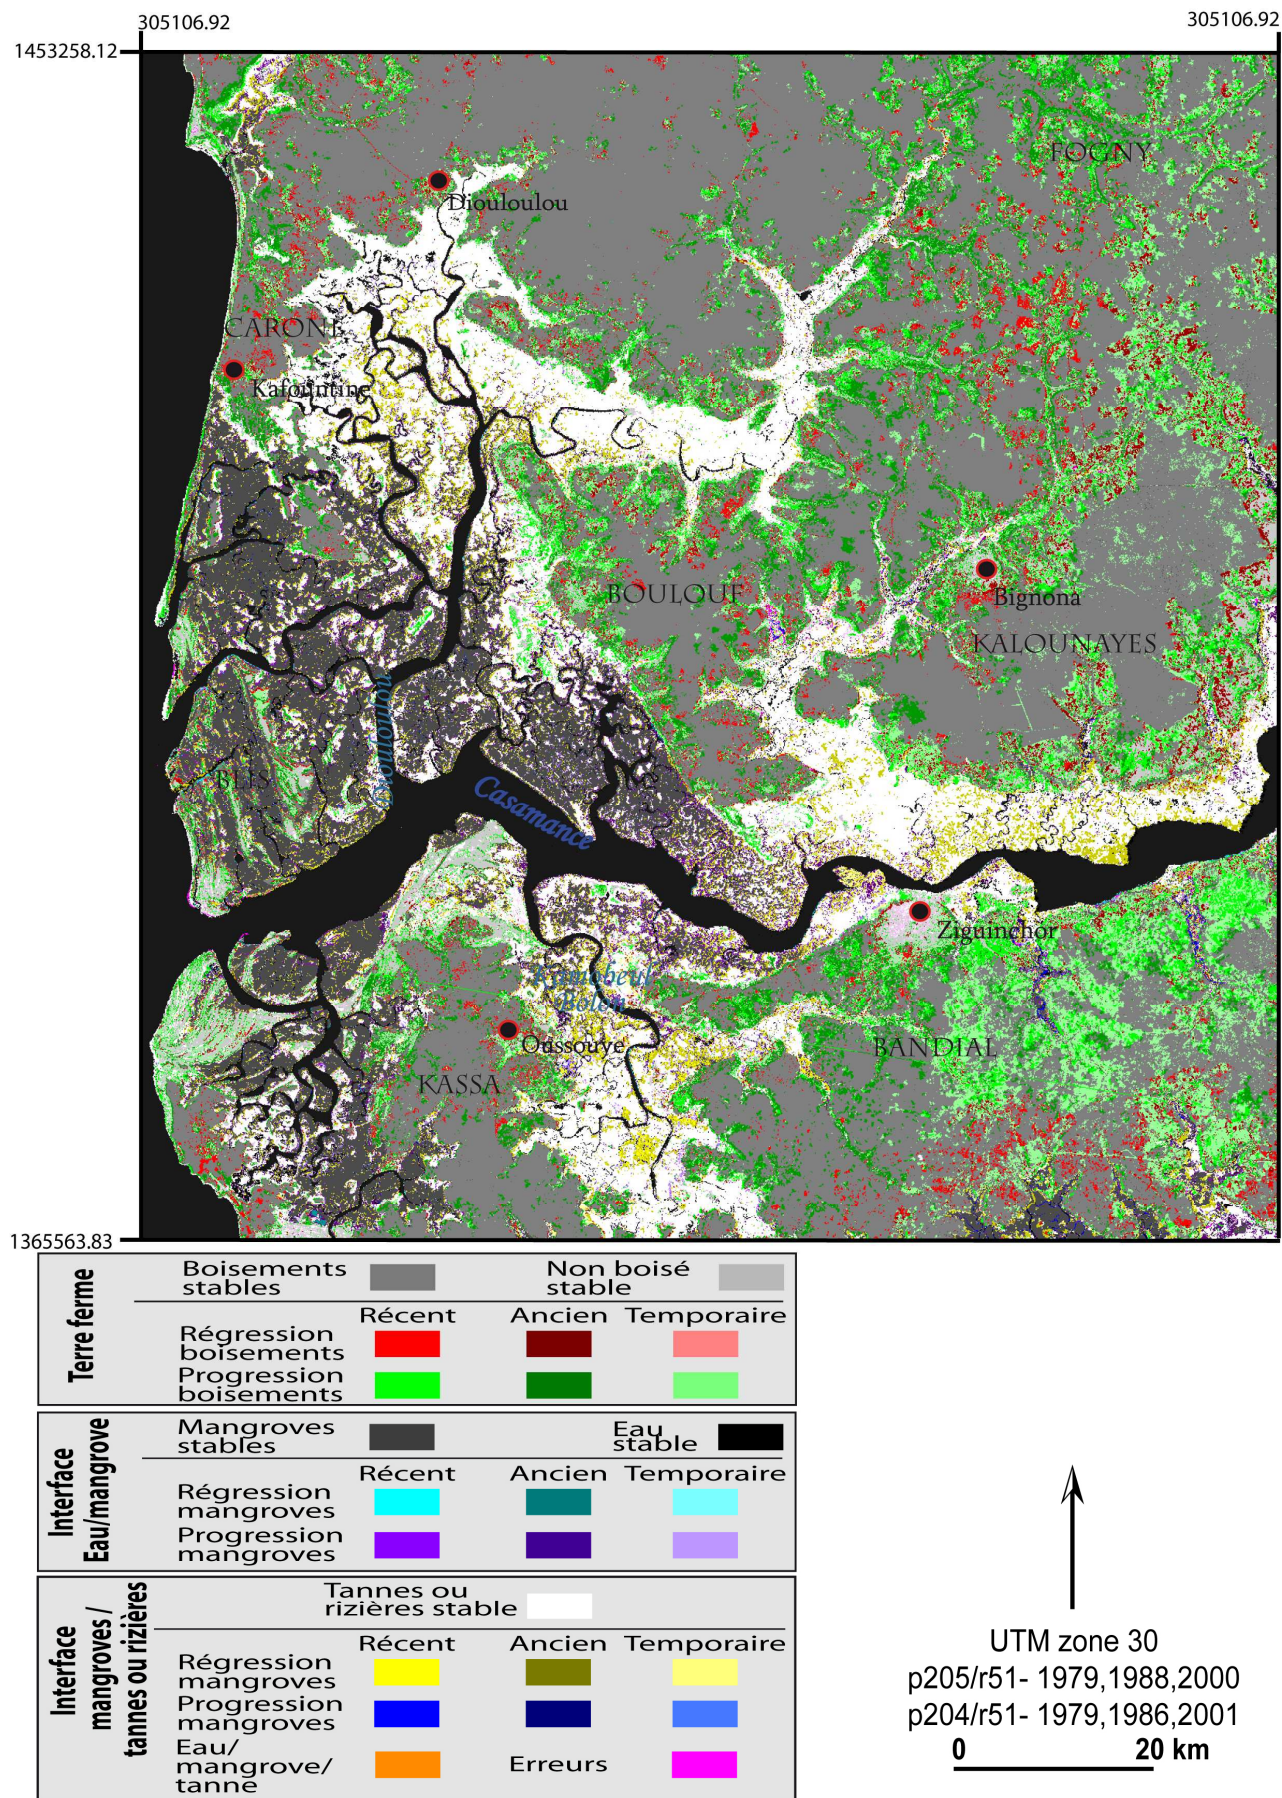 305106.92 305106.92
1453258.12
FOGNY
Diouloulou
CARONE
Kafountine
BOULOUF
Bignona
KALOUNAYES
Diouloulou
BLIS
Casamance
Ziguinchor
Kamobeul
Bolon
Oussouye
BANDIAL
KASSA
1365563.83
Terre ferme
Boisements
stables
Non boisé
stable
Récent Ancien Temporaire
Régression
boisements
Progression
boisements
Interface
Eau/mangrove
Mangroves
stables
Eau
stable
Récent Ancien Temporaire
Régression
mangroves
Progression
mangroves
Interface
mangroves /
tannes ou rizières
Tannes ou
rizières stable
Récent Ancien Temporaire
Régression
mangroves
Progression
mangroves
Eau/
mangrove/
tanne
Erreurs
UTM zone 30
p205/r51- 1979,1988,2000
p204/r51- 1979,1986,2001
0 20 km